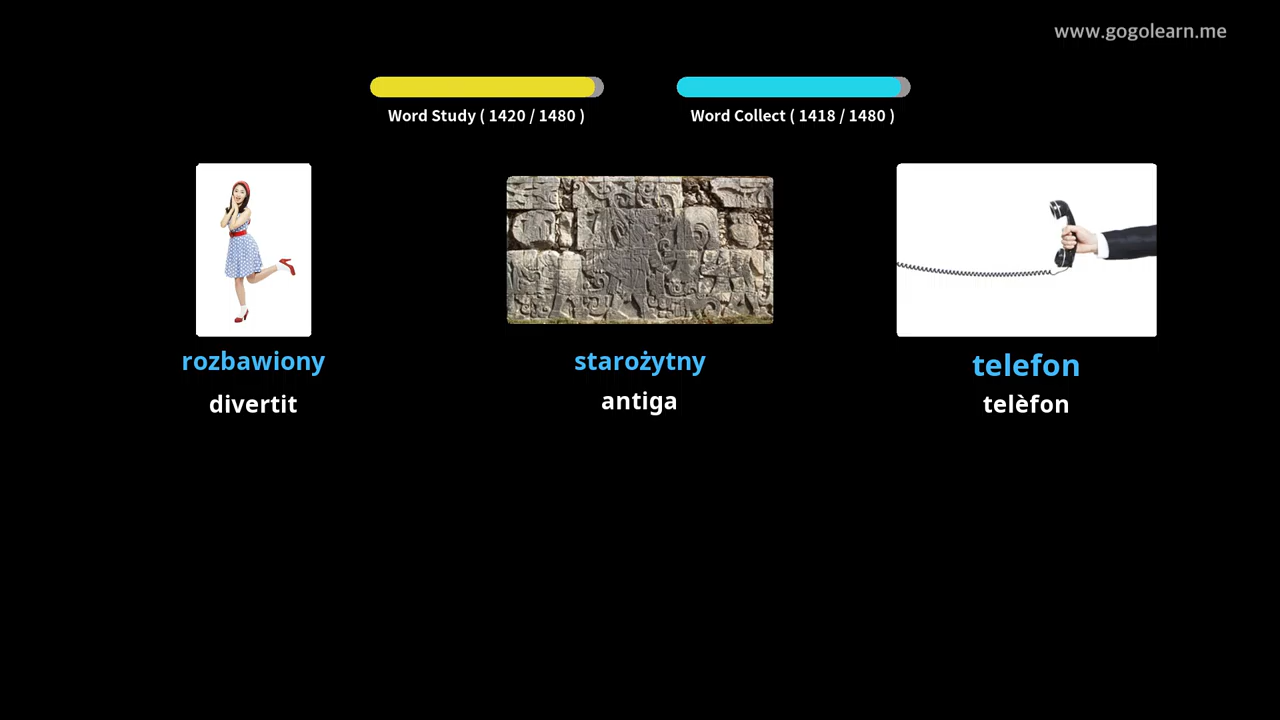 www.gogolearn.me
Word Study ( 1420 / 1480 )
Word Collect ( 1418 / 1480 )
rozbawiony
divertit
starożytny
antiga
telefon
telèfon